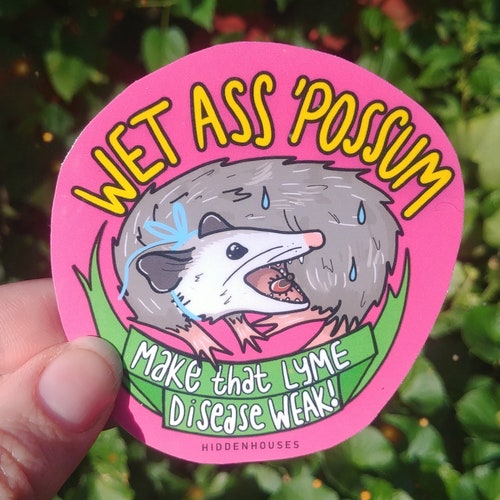 WET ASS 'POSSUM
Make that LYME
Disease WEAK!
HIDDENHOUSES